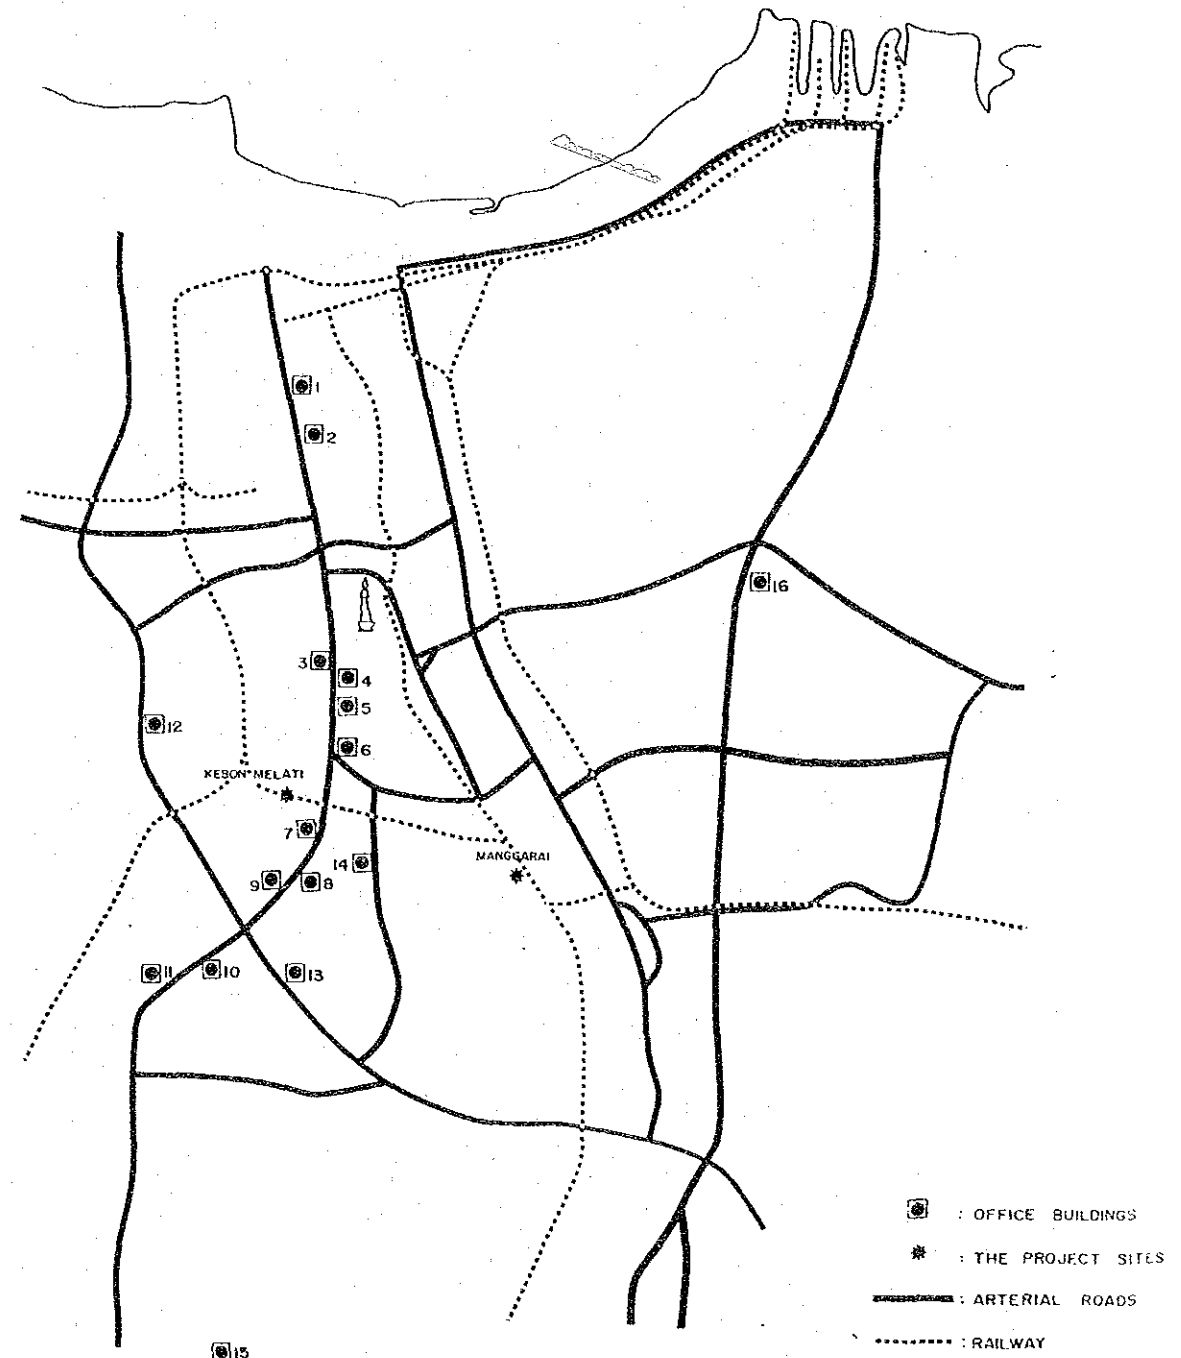 1
2
16
3
4
5
12
6
KEBON MELATI
7
MANGGARAI
14
9
8
11
10
13
: OFFICE BUILDINGS
: THE PROJECT SITES
: ARTERIAL ROADS
: RAILWAY
15